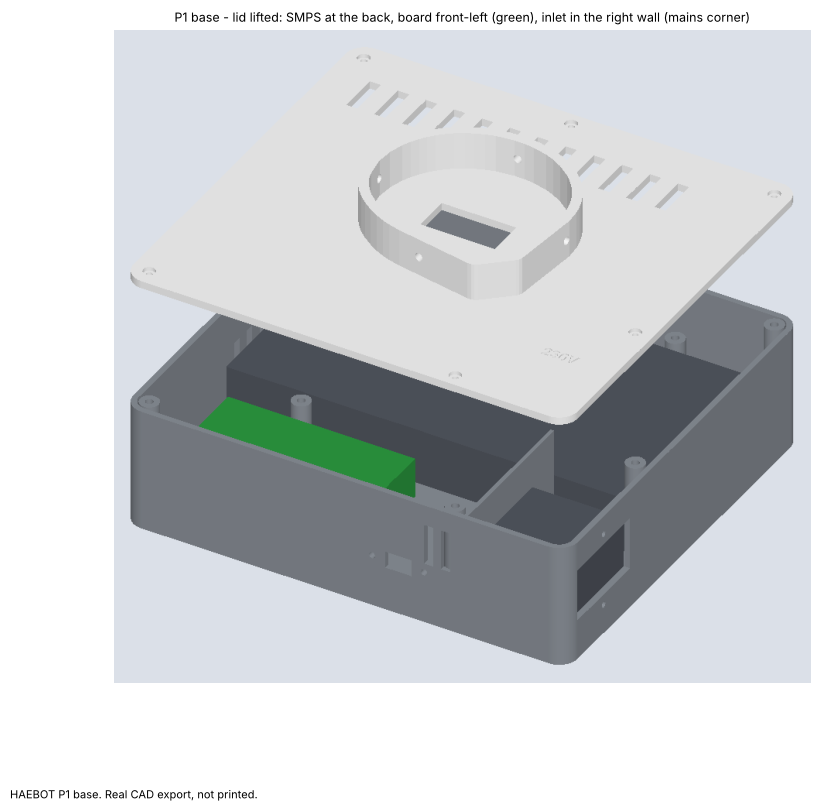 P1 base - lid lifted: SMPS at the back, board front-left (green), inlet in the right wall (mains corner)
HAEBOT P1 base. Real CAD export, not printed.